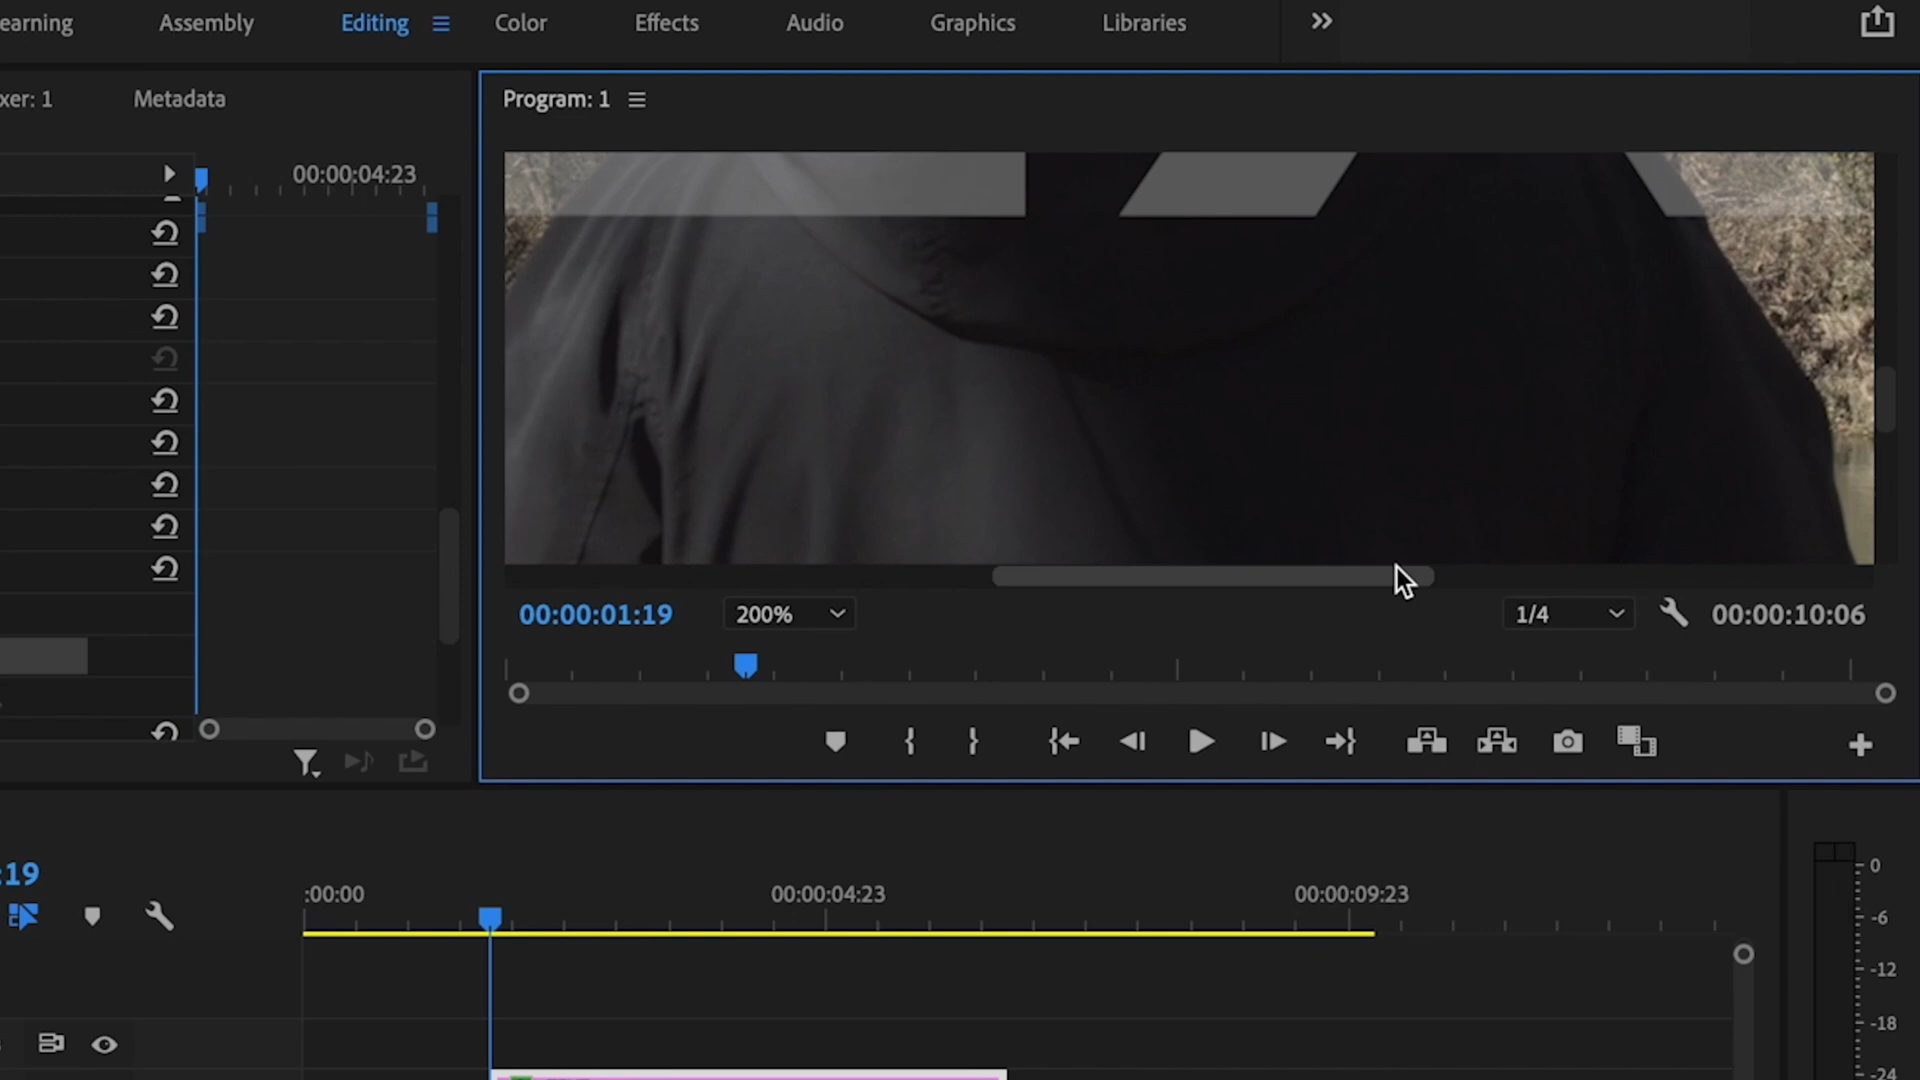 earning Assembly Editing Color Effects Audio Graphics Libraries
xer: 1 Metadata Program: 1
00:00:04:23
00:00:01:19 200% 1/4 00:00:10:06
:19
:00:00 00:00:04:23 00:00:09:23
0
-6
-12
-18
-24